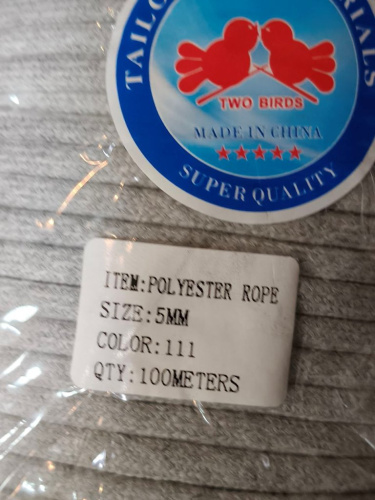 TWO BIRDS
MADE IN CHINA
SUPER QUALITY
ITEM:POLYESTER ROPE
SIZE:5MM
COLOR:111
QTY:100METERS